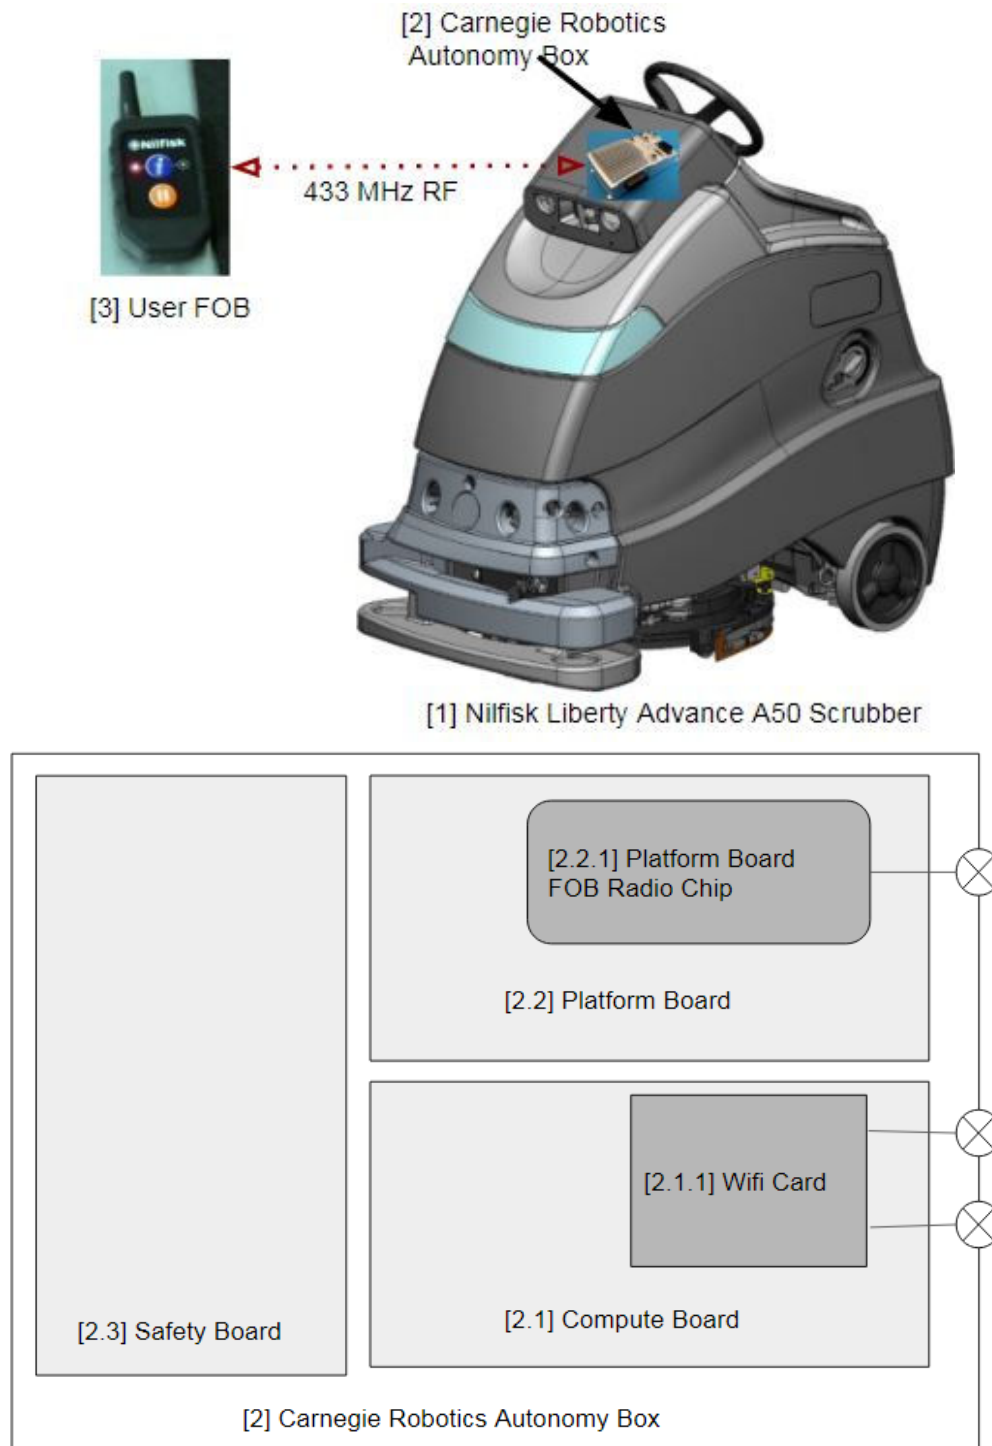 [2] Carnegie Robotics
Autonomy Box
Nilfisk
433 MHz RF
[3] User FOB
[1] Nilfisk Liberty Advance A50 Scrubber
[2.2.1] Platform Board
FOB Radio Chip
[2.2] Platform Board
[2.1.1] Wifi Card
[2.3] Safety Board
[2.1] Compute Board
[2] Carnegie Robotics Autonomy Box